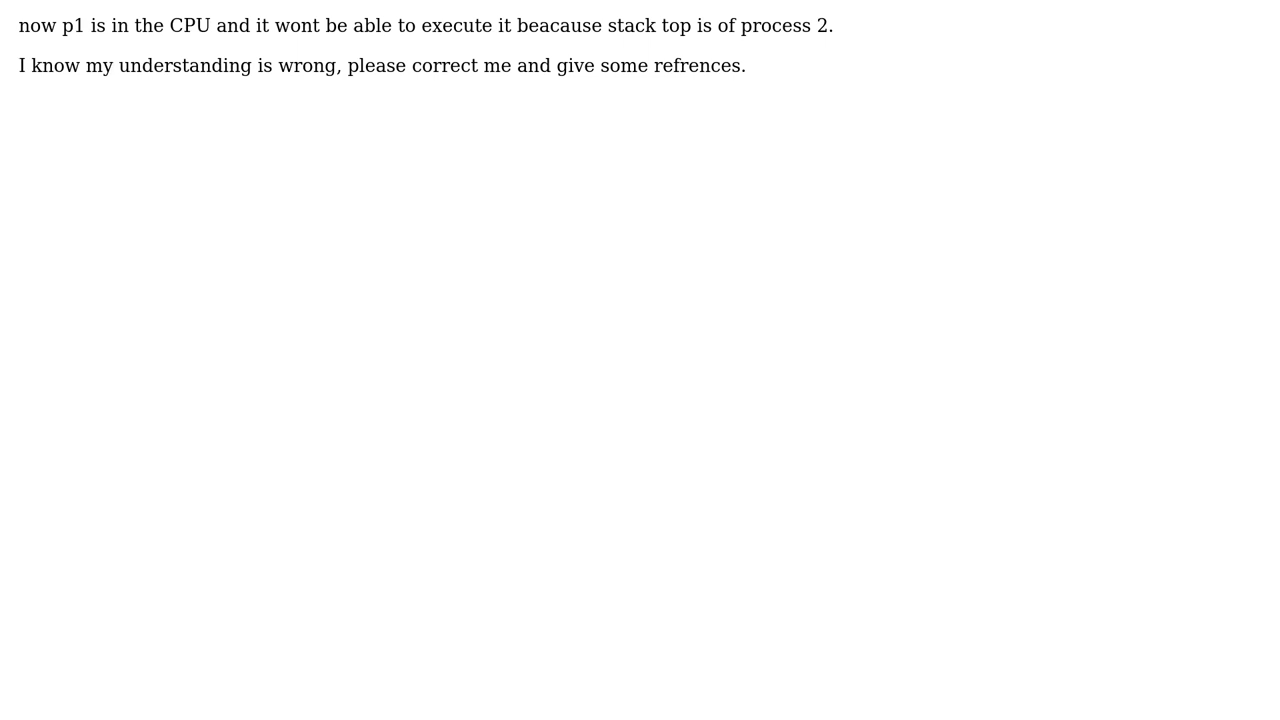 now p1 is in the CPU and it wont be able to execute it beacause stack top is of process 2.
I know my understanding is wrong, please correct me and give some refrences.